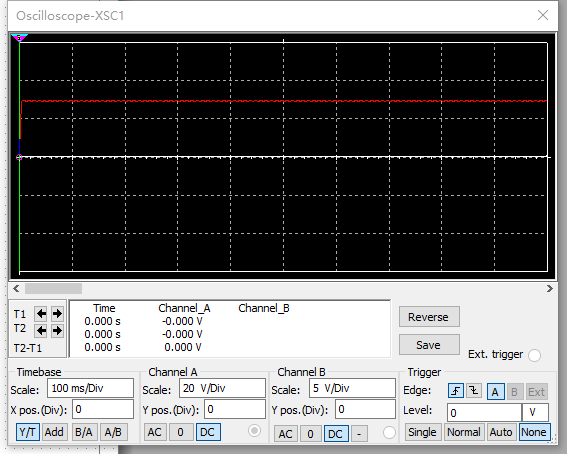 Oscilloscope-XSC1
T1
T2
T2-T1
Time Channel_A Channel_B
0.000 s -0.000 V
0.000 s -0.000 V
0.000 s 0.000 V
Reverse
Save
Ext. trigger
Timebase
Scale: 100 ms/Div
X pos.(Div): 0
Y/T Add B/A A/B
Channel A
Scale: 20 V/Div
Y pos.(Div): 0
AC 0 DC
Channel B
Scale: 5 V/Div
Y pos.(Div): 0
AC 0 DC -
Trigger
Edge: A B Ext
Level: 0 V
Single Normal Auto None